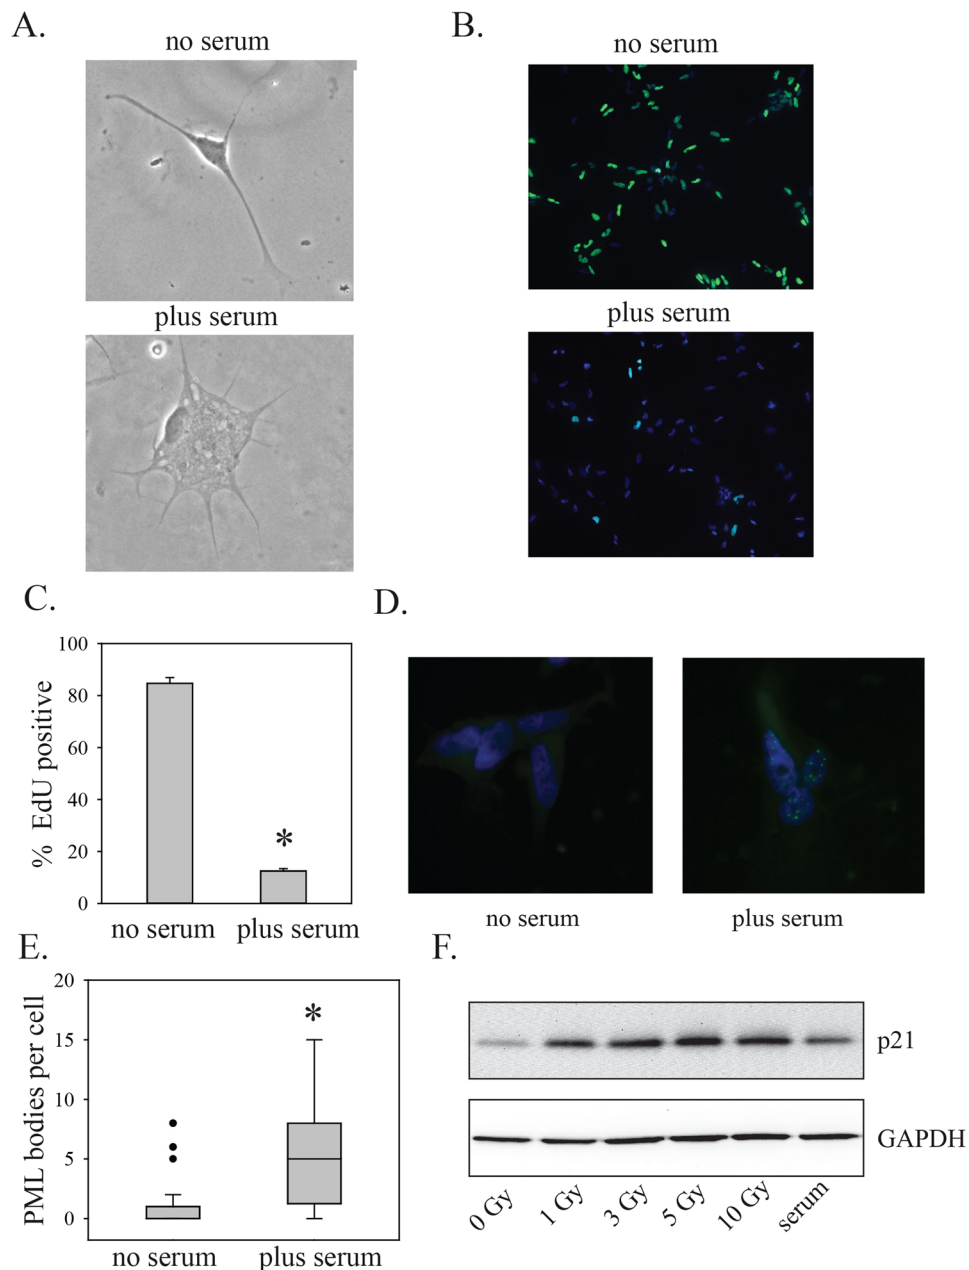 A.
no serum
plus serum
B.
no serum
plus serum
C.
100
80
60
40
20
0
% EdU positive
*
no serum
plus serum
D.
no serum
plus serum
E.
20
15
10
5
0
PML bodies per cell
*
no serum
plus serum
F.
p21
GAPDH
0 Gy
1 Gy
3 Gy
5 Gy
10 Gy
serum